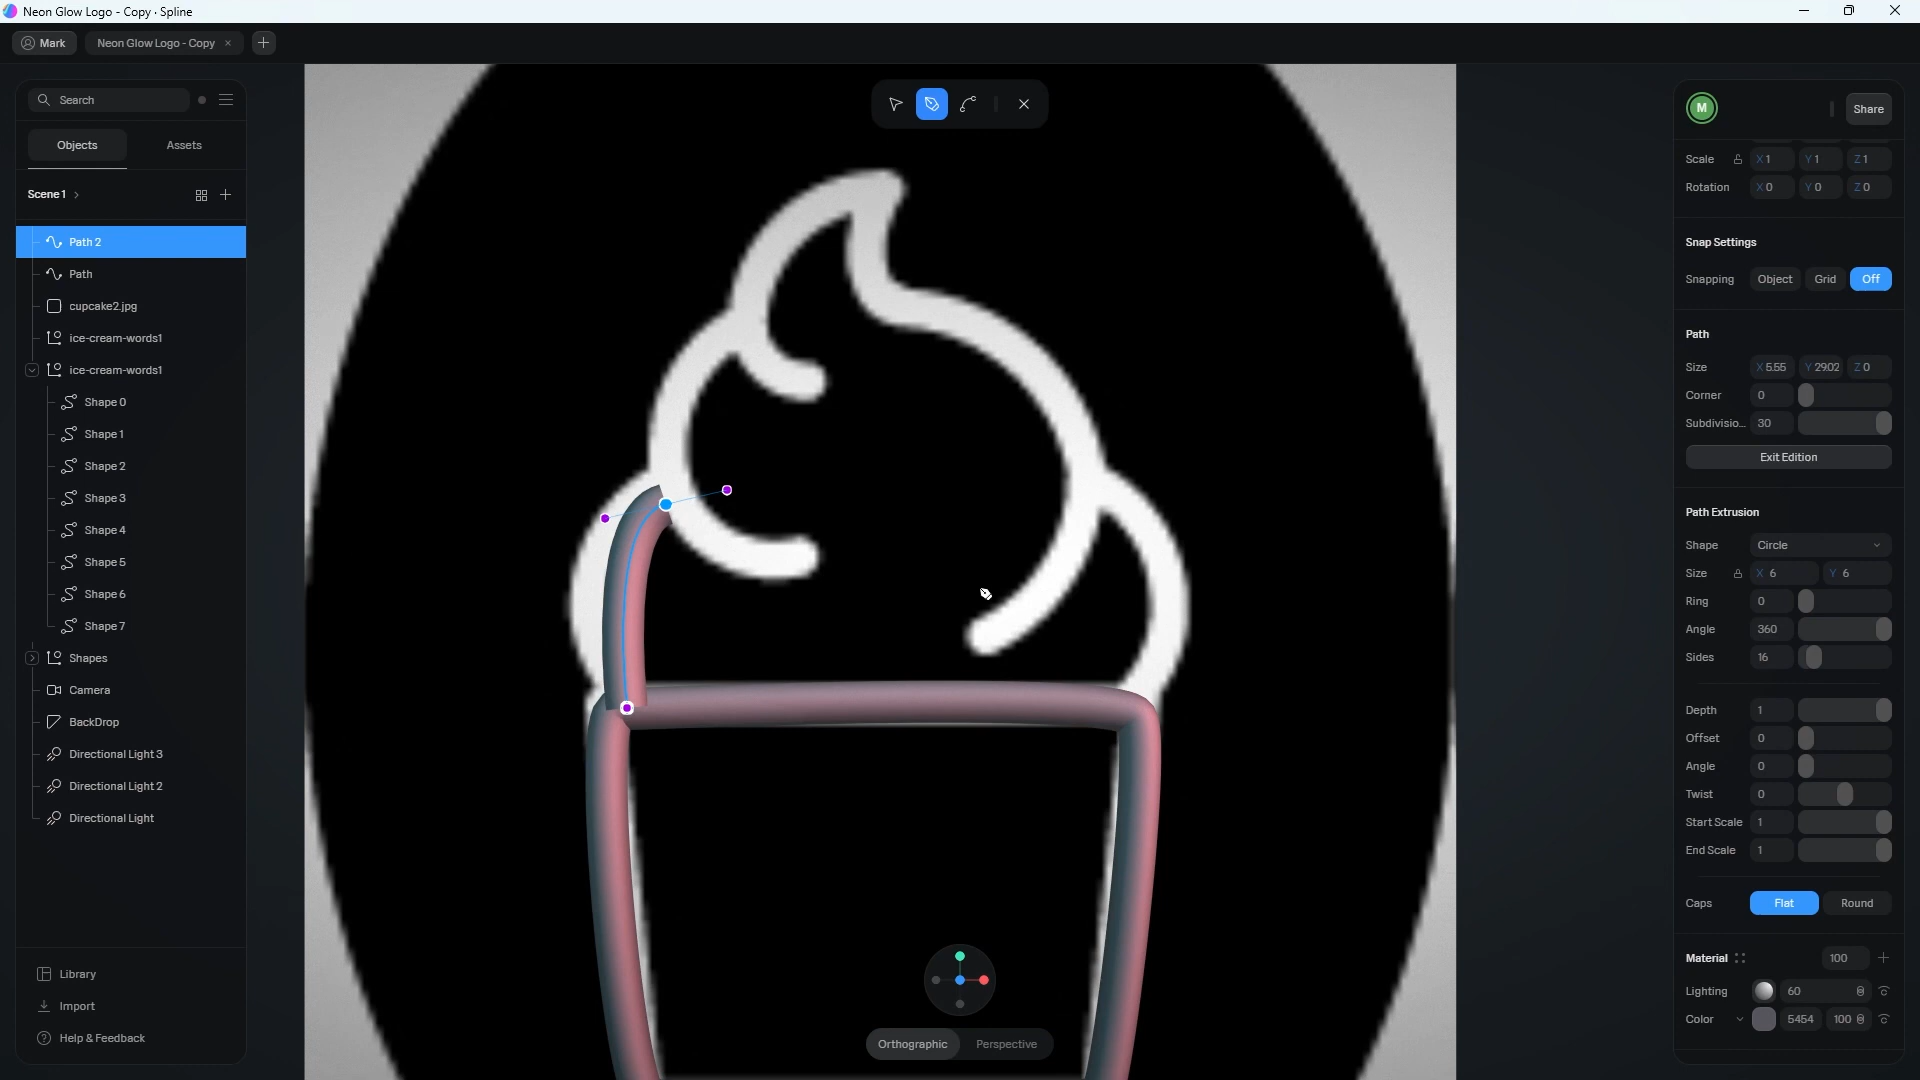 Neon Glow Logo - Copy · Spline
Mark
Neon Glow Logo - Copy
Search
Objects
Assets
Scene 1
Path 2
Path
cupcake2.jpg
ice-cream-words1
ice-cream-words1
Shape 0
Shape 1
Shape 2
Shape 3
Shape 4
Shape 5
Shape 6
Shape 7
Shapes
Camera
BackDrop
Directional Light 3
Directional Light 2
Directional Light
Library
Import
Help & Feedback
Orthographic
Perspective
M
Share
Scale X 1 Y 1 Z 1
Rotation X 0 Y 0 Z 0
Snap Settings
Snapping Object Grid Off
Path
Size X 5.55 Y 29.02 Z 0
Corner 0
Subdivisio... 30
Exit Edition
Path Extrusion
Shape Circle
Size X 6 Y 6
Ring 0
Angle 360
Sides 16
Depth 1
Offset 0
Angle 0
Twist 0
Start Scale 1
End Scale 1
Caps Flat Round
Material 100
Lighting 60
Color 5454 100